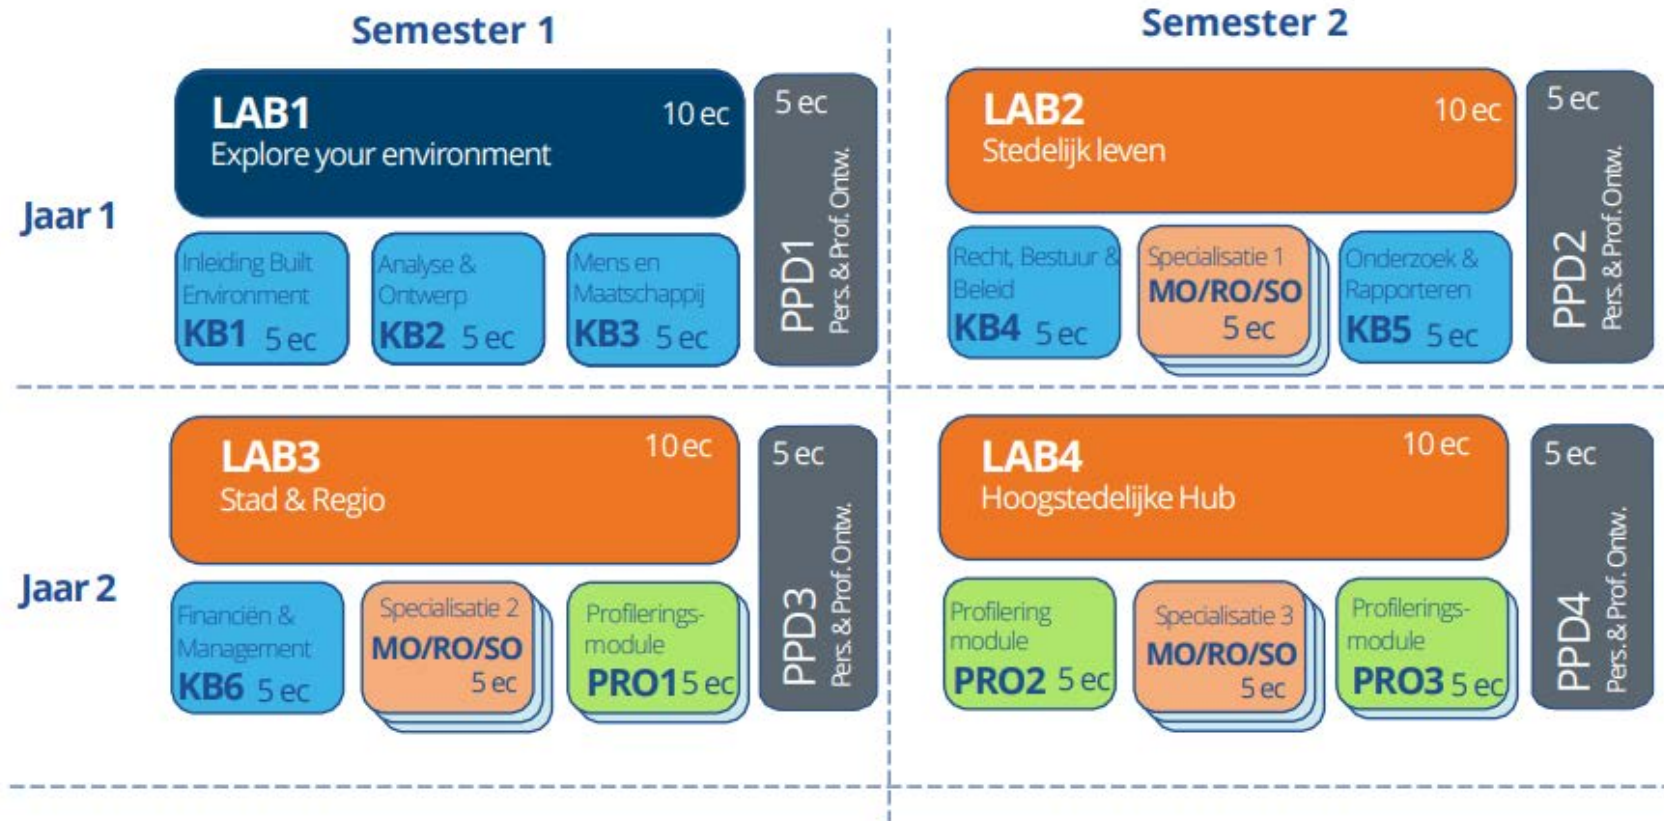 Semester 1
Semester 2
Jaar 1
LAB1
10 ec
Explore your environment
5 ec
PPD1
Pers. & Prof. Ontw.
Inleiding Built
Environment
KB1 5 ec
Analyse &
Ontwerp
KB2 5 ec
Mens en
Maatschappij
KB3 5 ec
LAB2
10 ec
Stedelijk leven
5 ec
PPD2
Pers. & Prof. Ontw.
Recht, Bestuur &
Beleid
KB4 5 ec
Specialisatie 1
MO/RO/SO
5 ec
Onderzoek &
Rapporteren
KB5 5 ec
Jaar 2
LAB3
10 ec
Stad & Regio
5 ec
PPD3
Pers. & Prof. Ontw.
Financiën &
Management
KB6 5 ec
Specialisatie 2
MO/RO/SO
5 ec
Profilerings-
module
PRO1 5 ec
LAB4
10 ec
Hoogstedelijke Hub
5 ec
PPD4
Pers. & Prof. Ontw.
Profilering
module
PRO2 5 ec
Specialisatie 3
MO/RO/SO
5 ec
Profilerings-
module
PRO3 5 ec